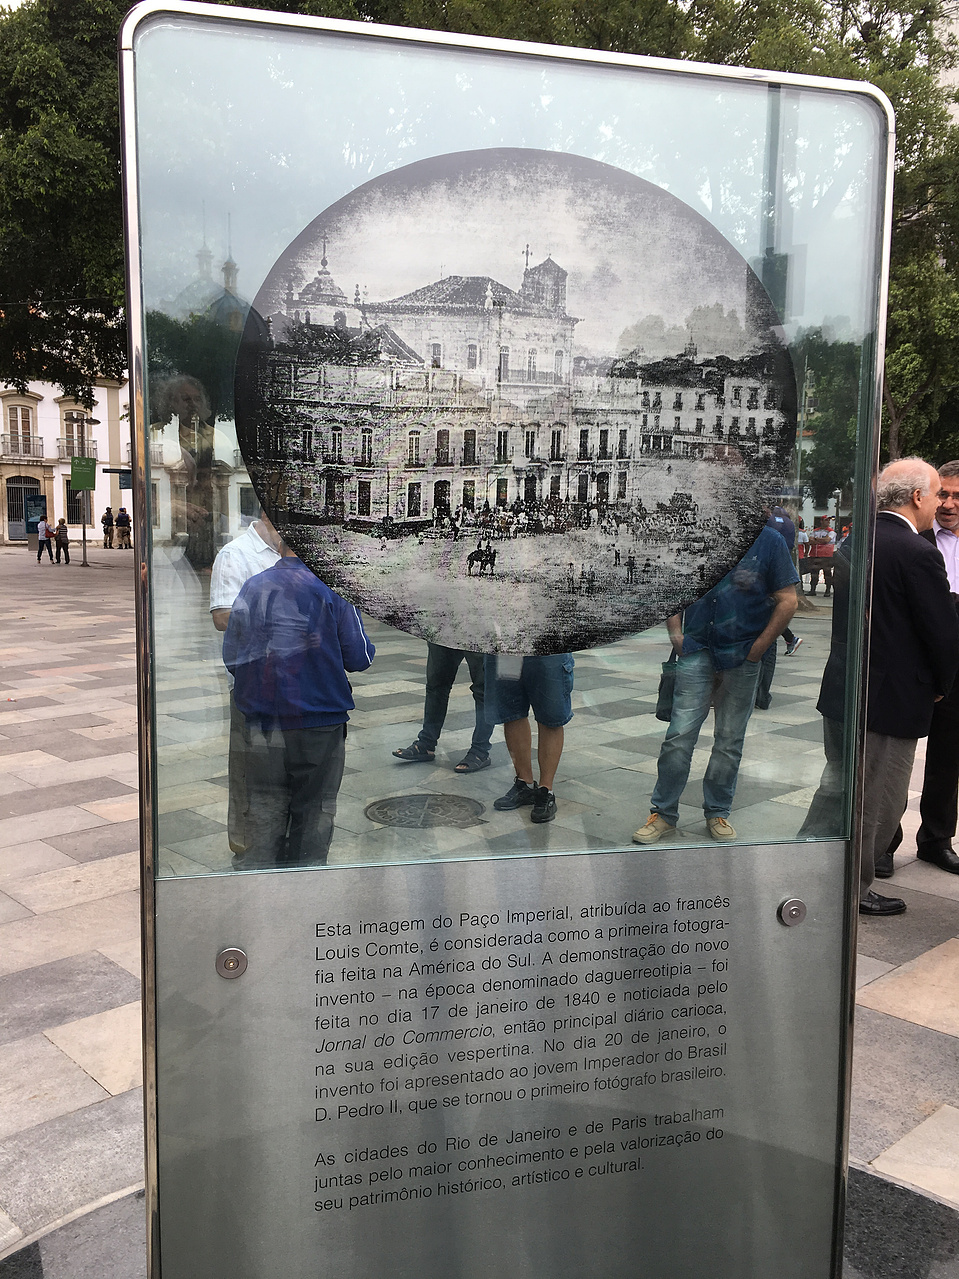 Esta imagem do Paço Imperial, atribuída ao francês
Louis Comte, é considerada como a primeira fotogra-
fia feita na América do Sul. A demonstração do novo
invento – na época denominado daguerreotipia – foi
feita no dia 17 de janeiro de 1840 e noticiada pelo
Jornal do Commercio, então principal diário carioca,
na sua edição vespertina. No dia 20 de janeiro, o
invento foi apresentado ao jovem Imperador do Brasil
D. Pedro II, que se tornou o primeiro fotógrafo brasileiro.
As cidades do Rio de Janeiro e de Paris trabalham
juntas pelo maior conhecimento e pela valorização do
seu patrimônio histórico, artístico e cultural.